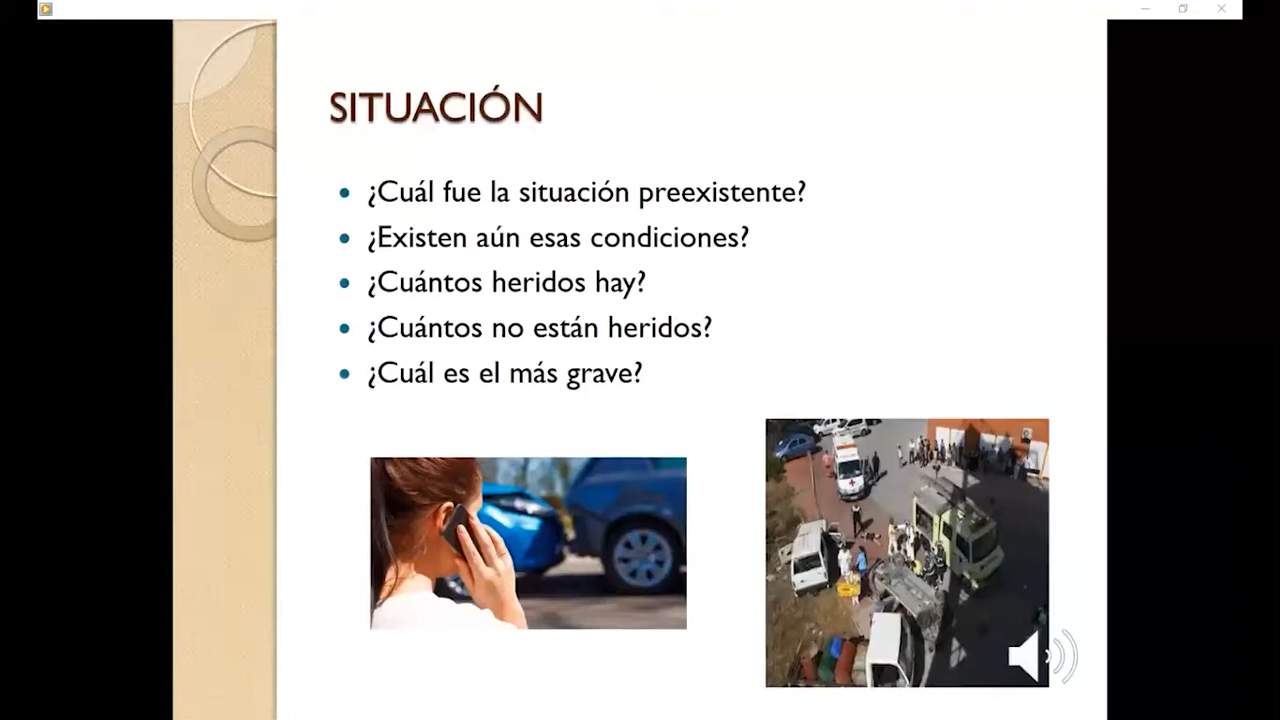 SITUACIÓN
¿Cuál fue la situación preexistente?
¿Existen aún esas condiciones?
¿Cuántos heridos hay?
¿Cuántos no están heridos?
¿Cuál es el más grave?